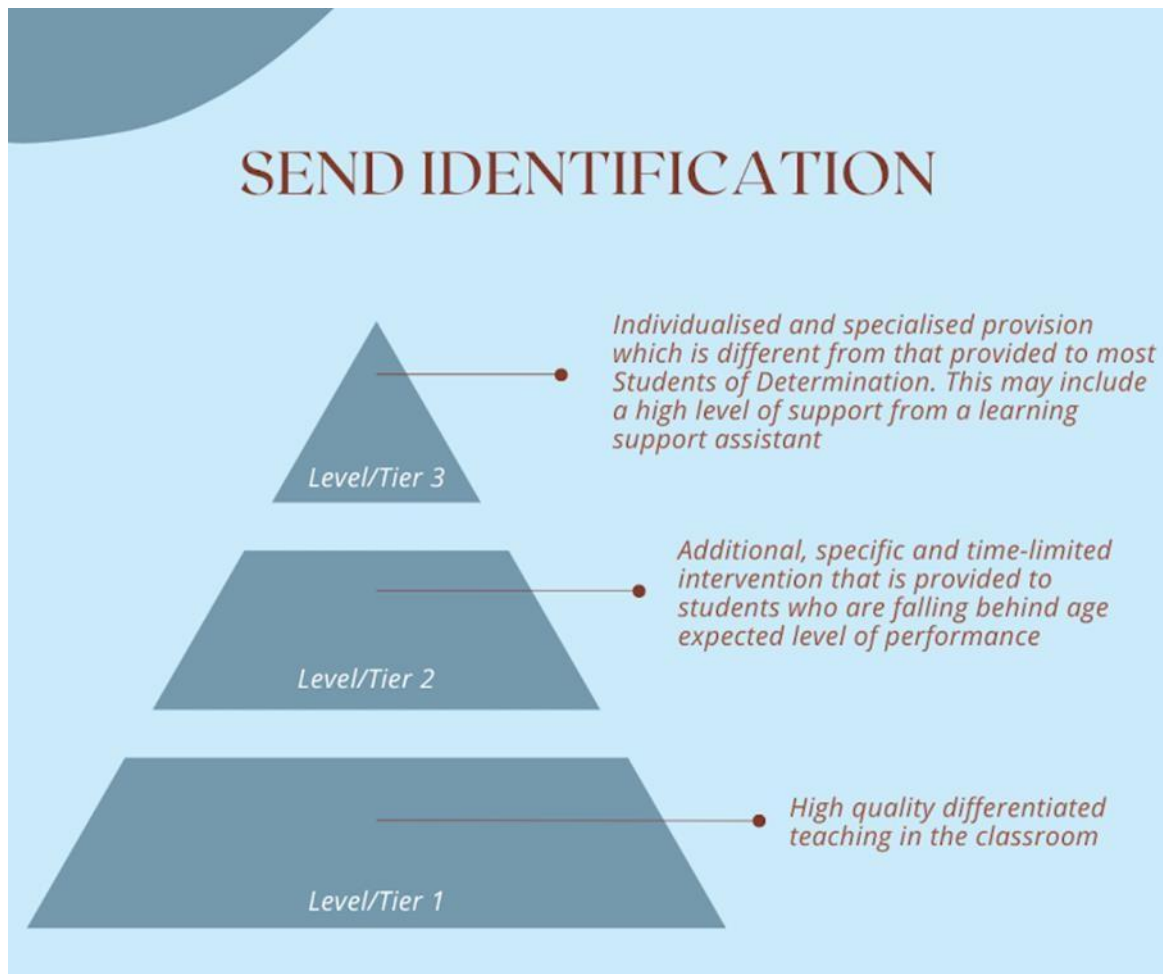 SEND IDENTIFICATION
Individualised and specialised provision
which is different from that provided to most
Students of Determination. This may include
a high level of support from a learning
support assistant
Level/Tier 3
Additional, specific and time-limited
intervention that is provided to
students who are falling behind age
expected level of performance
Level/Tier 2
High quality differentiated
teaching in the classroom
Level/Tier 1